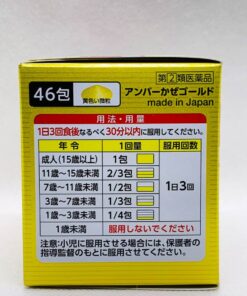 46包
黄色い微粒
第②類医薬品
アンパーかぜゴールド
made in Japan
用法・用量
1日3回食後なるべく30分以内に服用してください。
年令 1回量 服用回数
成人(15歳以上) 1包
11歳〜15歳未満 2/3包
7歳〜11歳未満 1/2包
3歳〜7歳未満 1/3包
1歳〜3歳未満 1/4包
1日3回
1歳未満 服用しないでください
注意:小児に服用させる場合には、保護者の
指導監督のもとに服用させてください。